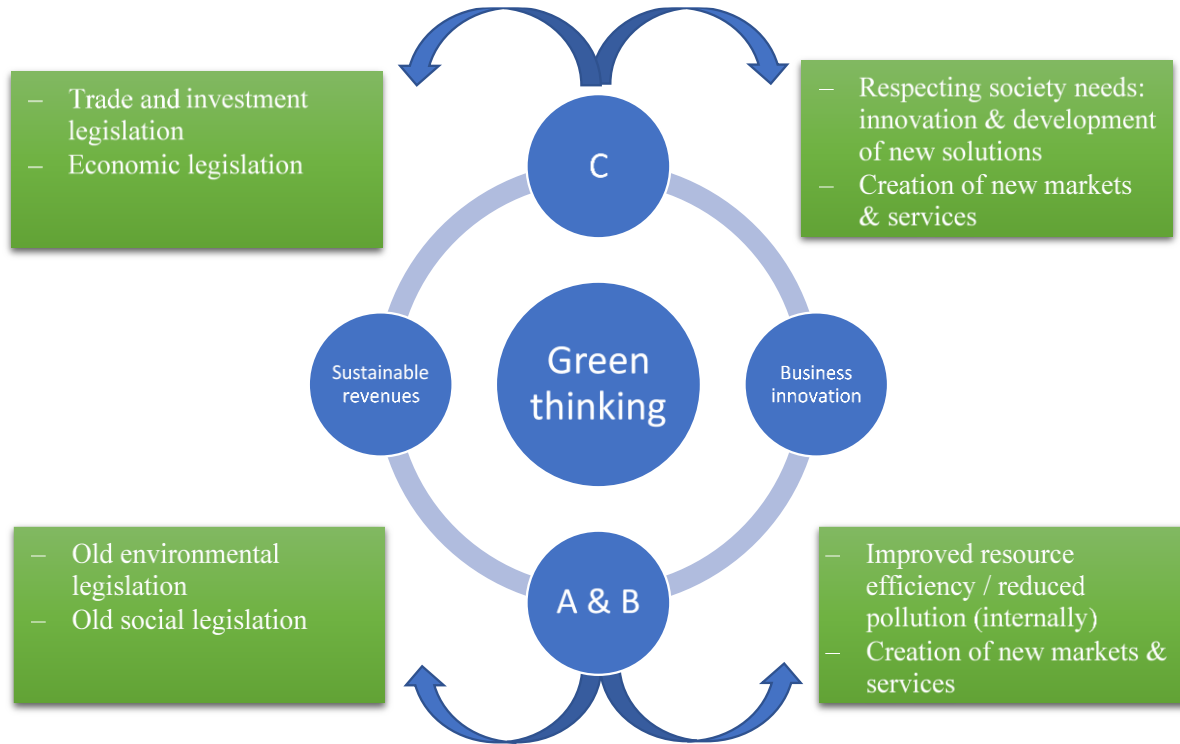 – Trade and investment
legislation
– Economic legislation
– Respecting society needs:
innovation & development
of new solutions
– Creation of new markets
& services
C
Sustainable
revenues
Green
thinking
Business
innovation
– Old environmental
legislation
– Old social legislation
A & B
– Improved resource
efficiency / reduced
pollution (internally)
– Creation of new markets &
services